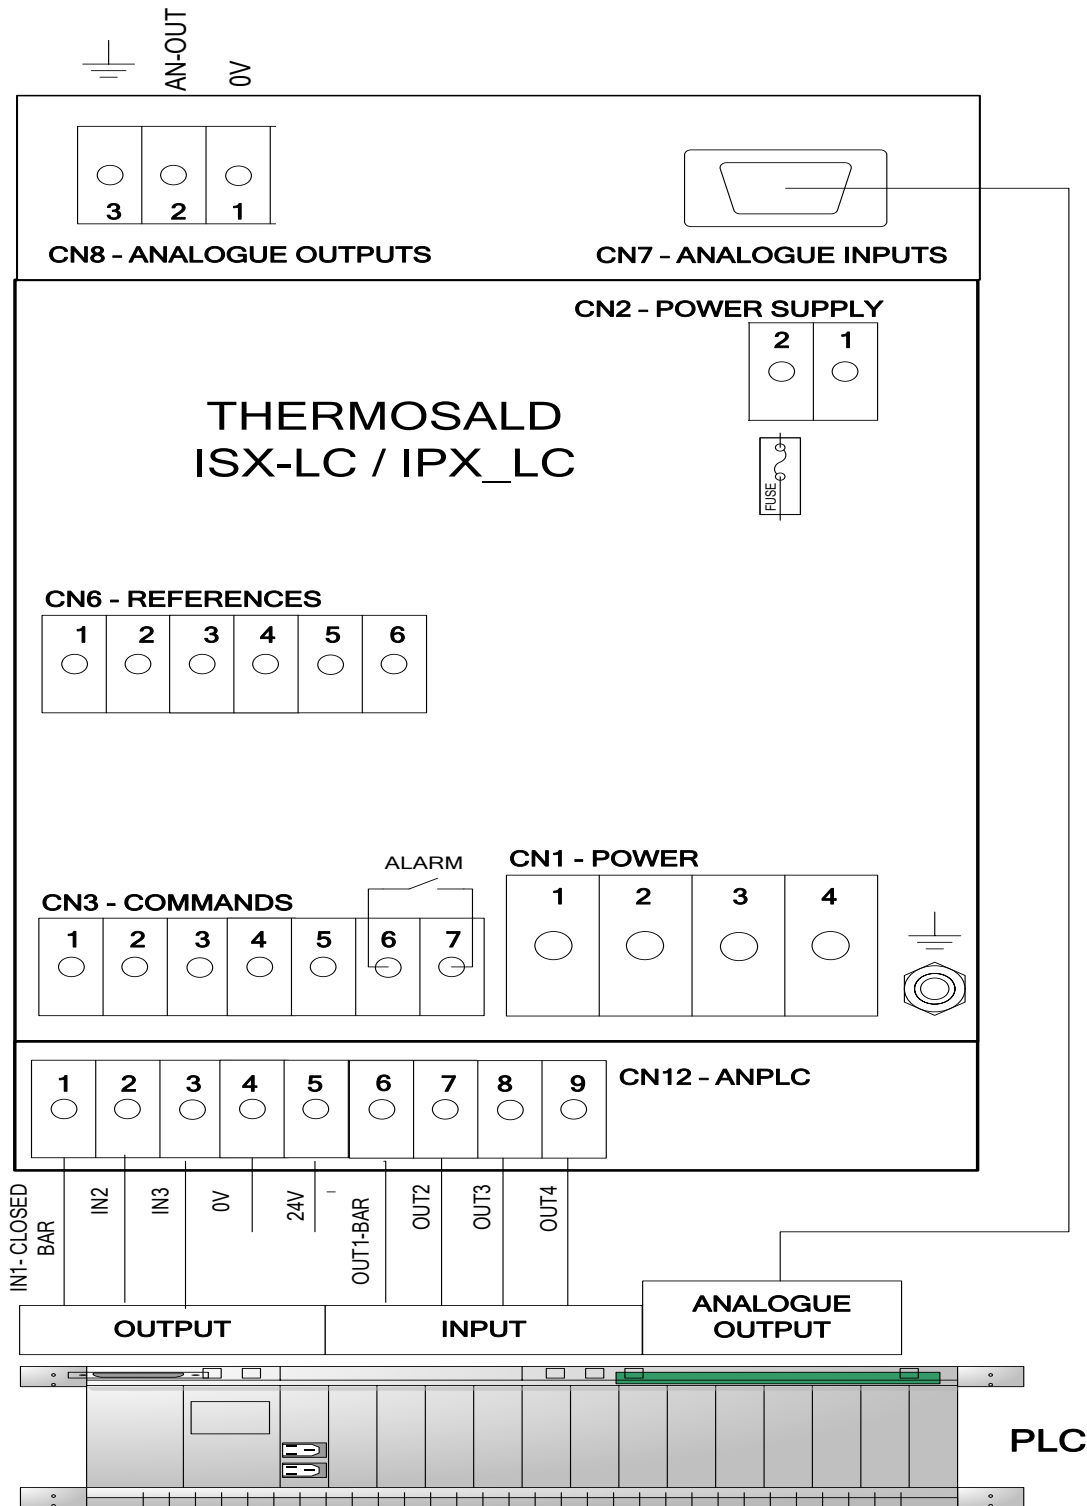 AN-OUT
0V
3 2 1
CN8 - ANALOGUE OUTPUTS
CN7 - ANALOGUE INPUTS
CN2 - POWER SUPPLY
2 1
FUSE
THERMOSALD
ISX-LC / IPX_LC
CN6 - REFERENCES
1 2 3 4 5 6
ALARM
CN3 - COMMANDS
1 2 3 4 5 6 7
CN1 - POWER
1 2 3 4
1 2 3 4 5 6 7 8 9
CN12 - ANPLC
IN1- CLOSED
BAR
IN2
IN3
0V
24V
OUT1-BAR
OUT2
OUT3
OUT4
OUTPUT
INPUT
ANALOGUE
OUTPUT
PLC